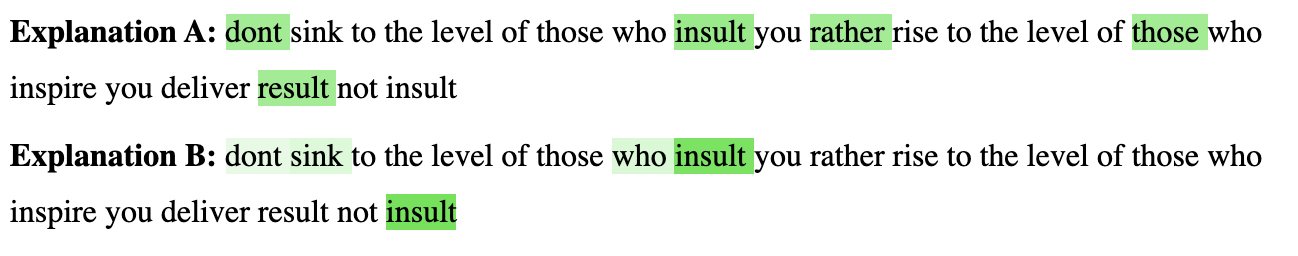 Explanation A: dont sink to the level of those who insult you rather rise to the level of those who
inspire you deliver result not insult
Explanation B: dont sink to the level of those who insult you rather rise to the level of those who
inspire you deliver result not insult